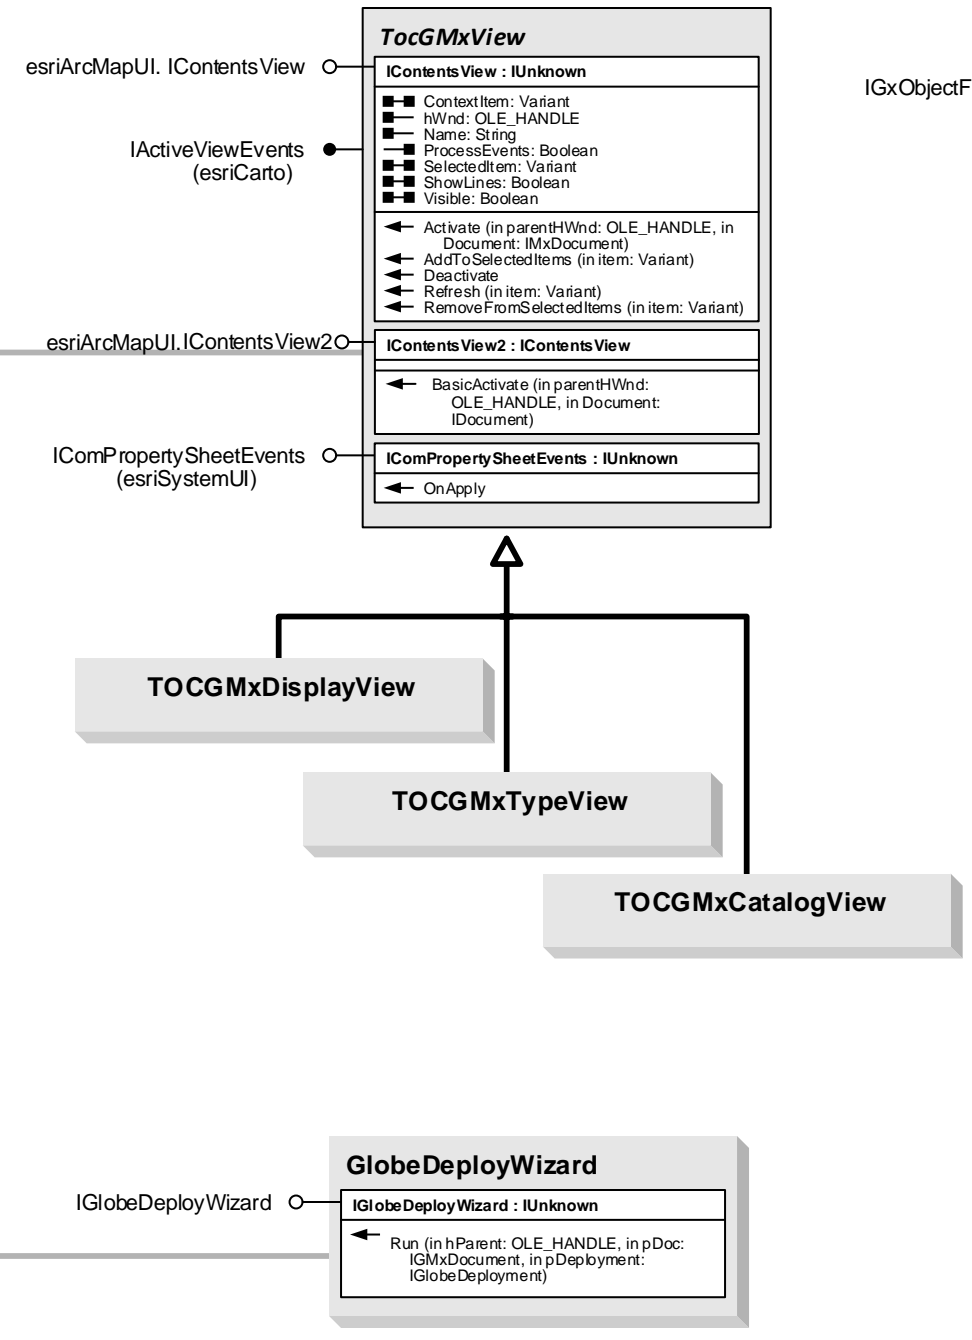 TocGMxView
esriArcMapUI. IContentsView
IContentsView : IUnknown
IGxObjectF
ContextItem: Variant
hWnd: OLE_HANDLE
Name: String
IActiveViewEvents
(esriCarto)
ProcessEvents: Boolean
SelectedItem: Variant
ShowLines: Boolean
Visible: Boolean
Activate (in parentHWnd: OLE_HANDLE, in
Document: IMxDocument)
AddToSelectedItems (in item: Variant)
Deactivate
Refresh (in item: Variant)
RemoveFromSelectedItems (in item: Variant)
esriArcMapUI. IContentsView2
IContentsView2 : IContentsView
BasicActivate (in parentHWnd:
OLE_HANDLE, in Document:
IDocument)
IComPropertySheetEvents
(esriSystemUI)
IComPropertySheetEvents : IUnknown
OnApply
TOCGMxDisplayView
TOCGMxTypeView
TOCGMxCatalogView
GlobeDeployWizard
IGlobeDeployWizard
IGlobeDeployWizard : IUnknown
Run (in hParent: OLE_HANDLE, in pDoc:
IGMxDocument, in pDeployment:
IGlobeDeployment)